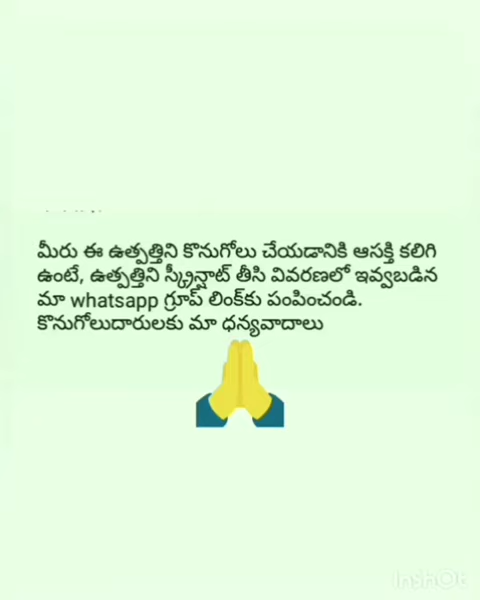 మీరు ఈ ఉత్పత్తిని కొనుగోలు చేయడానికి ఆసక్తి కలిగి
ఉంటే, ఉత్పత్తిని స్క్రీన్షాట్ తీసి వివరణలో ఇవ్వబడిన
మా whatsapp గ్రూప్ లింక్‌కు పంపించండి.
కొనుగోలుదారులకు మా ధన్యవాదాలు
InshOt